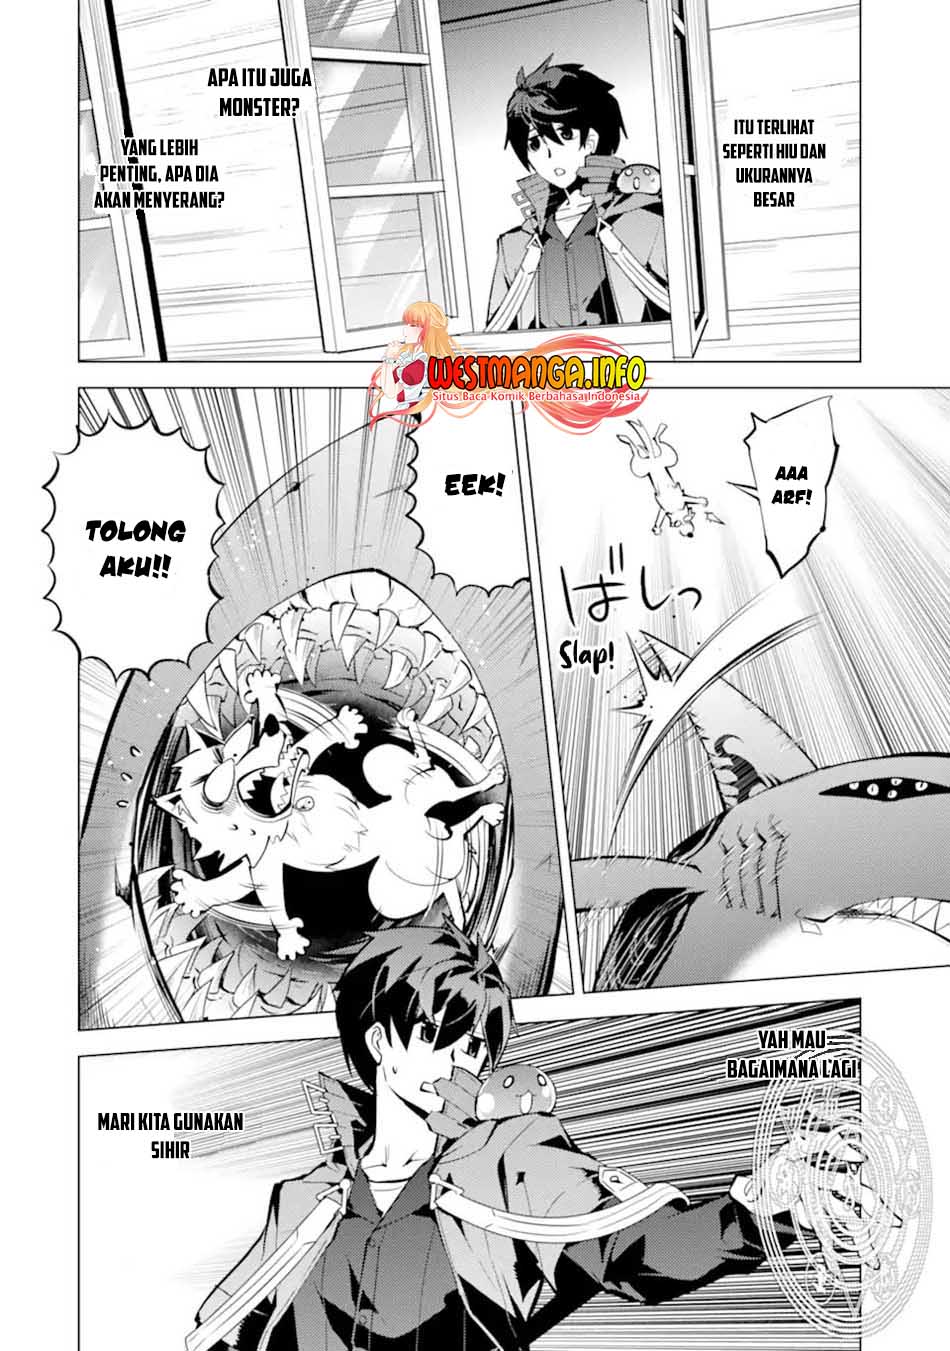 ITU TERLIHAT
SEPERTI HIU DAN
UKURANNYA
BESAR
APA ITU JUGA
MONSTER?
YANG LEBIH
PENTING, APA DIA
AKAN MENYERANG?
WESTMANGA.INFO
Situs Baca Komik Berbahasa Indonesia
AAA
ARF!
ばしっ
Slap!
EEK!
TOLONG
AKU!!
YAH MAU
BAGAIMANA LAGI
MARI KITA GUNAKAN
SIHIR